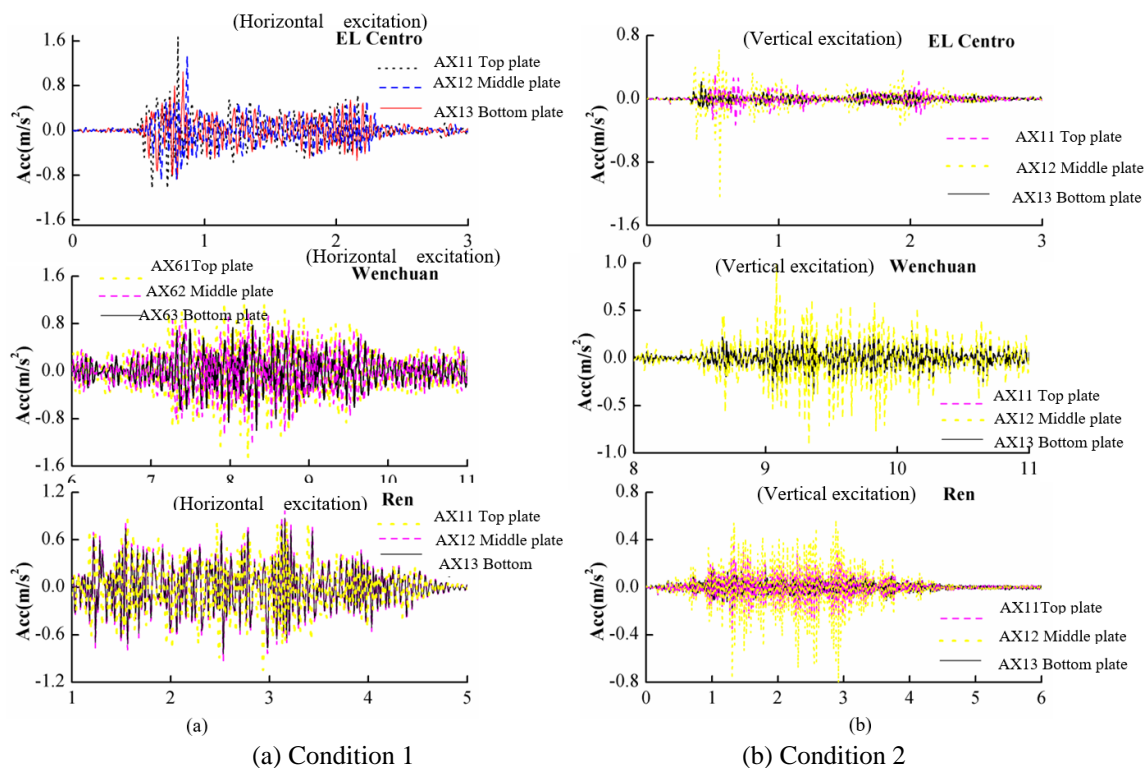 (Horizontal excitation)
EL Centro
AX11 Top plate
AX12 Middle plate
AX13 Bottom plate
Acc(m/s²)
1.6
0.8
0.0
-0.8
-1.6
0 1 2 3
(Vertical excitation) EL Centro
AX11 Top plate
AX12 Middle plate
AX13 Bottom plate
Acc(m/s²)
0.8
0.0
-0.8
-1.6
0 1 2 3
(Horizontal excitation)
Wenchuan
AX61Top plate
AX62 Middle plate
AX63 Bottom plate
Acc(m/s²)
1.6
0.8
0.0
-0.8
-1.6
6 7 8 9 10 11
(Vertical excitation) Wenchuan
AX11 Top plate
AX12 Middle plate
AX13 Bottom plate
Acc(m/s²)
1.0
0.5
0.0
-0.5
-1.0
8 9 10 11
(Horizontal excitation) Ren
AX11 Top plate
AX12 Middle plate
AX13 Bottom
Acc(m/s²)
1.2
0.6
0.0
-0.6
-1.2
1 2 3 4 5
(a)
(Vertical excitation) Ren
AX11Top plate
AX12 Middle plate
AX13 Bottom plate
Acc(m/s²)
0.8
0.4
0.0
-0.4
-0.8
0 1 2 3 4 5 6
(b)
(a) Condition 1
(b) Condition 2